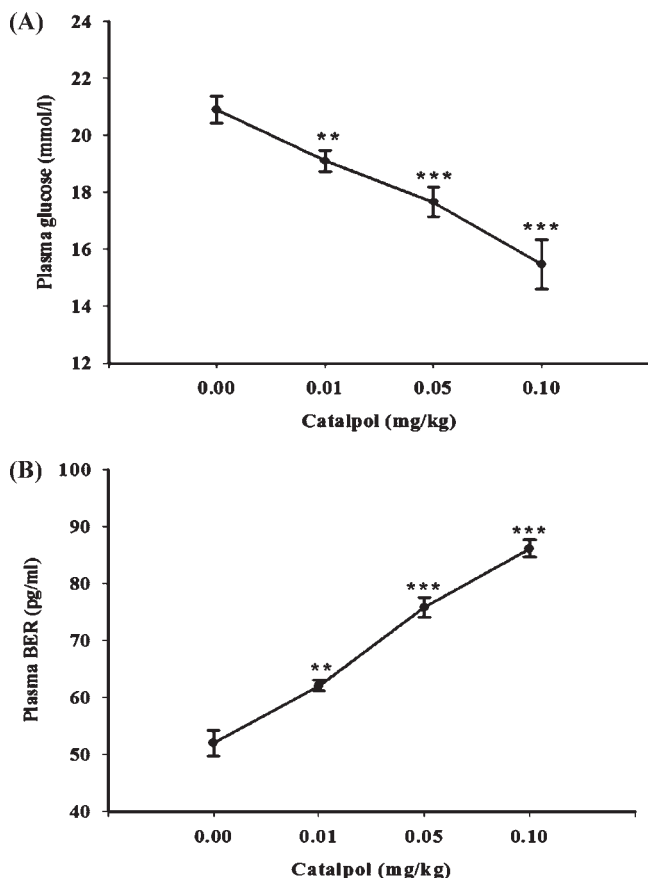 (A)
Plasma glucose (mmol/l)
22
20
18
16
14
12
**
***
***
0.00 0.01 0.05 0.10
Catalpol (mg/kg)
(B)
Plasma BER (pg/ml)
100
90
80
70
60
50
40
**
***
***
0.00 0.01 0.05 0.10
Catalpol (mg/kg)